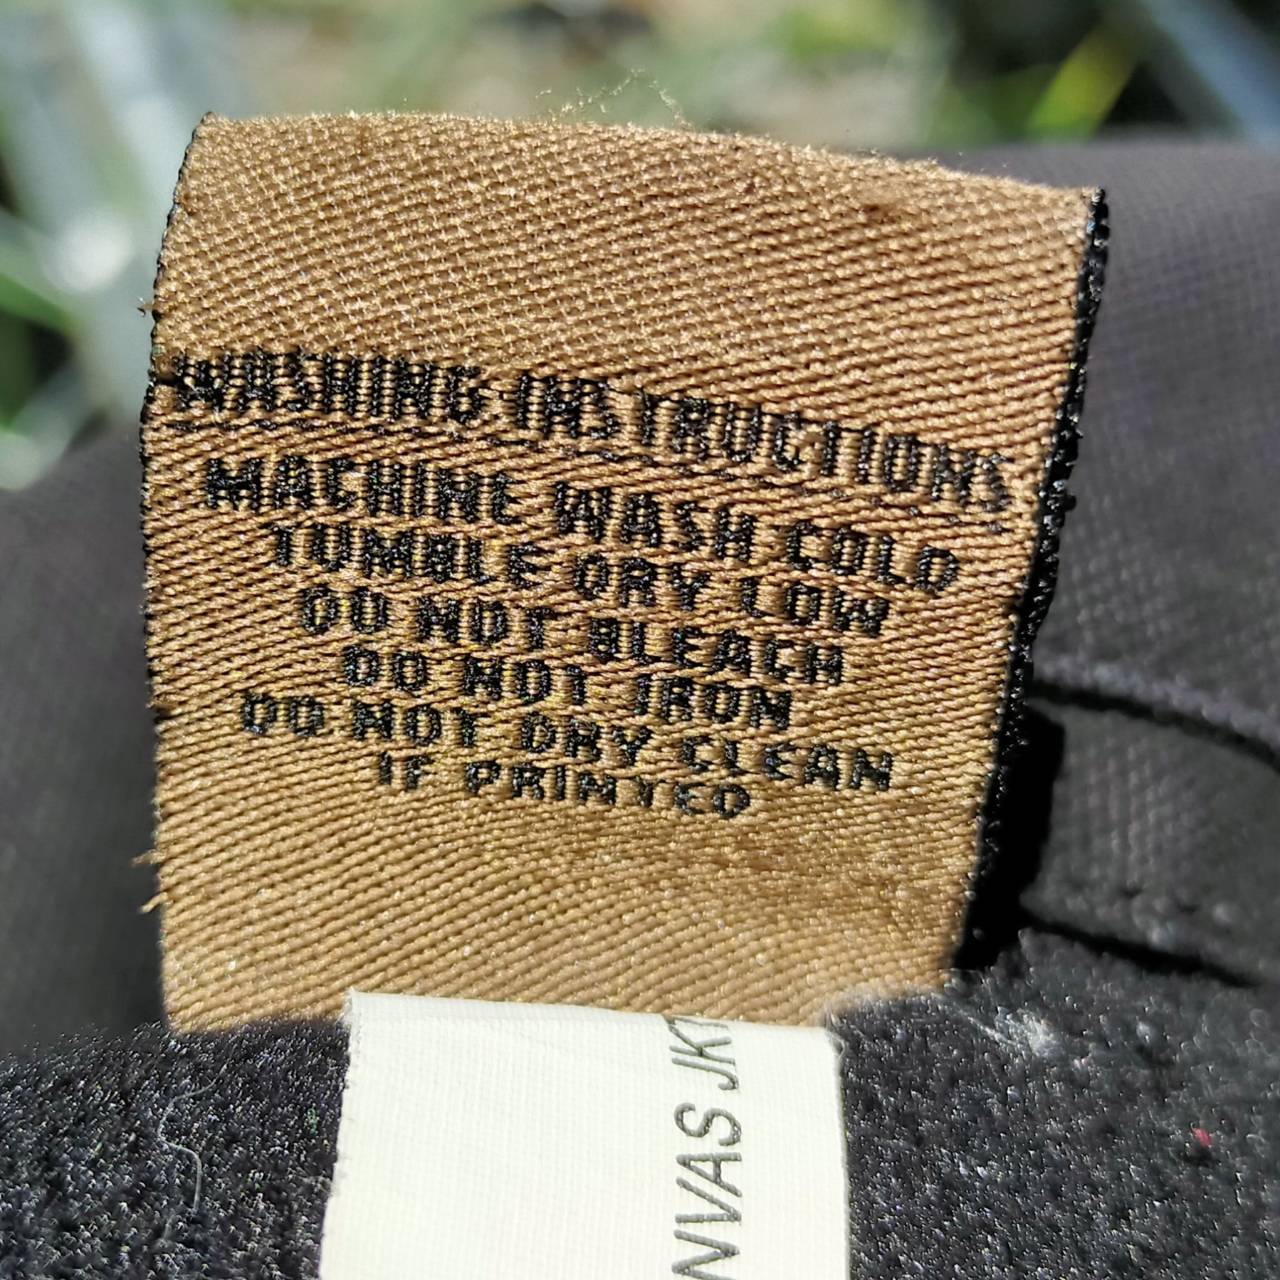 WASHING INSTRUCTIONS
MACHINE WASH COLD
TUMBLE DRY LOW
DO NOT BLEACH
DO NOT IRON
DO NOT DRY CLEAN
IF PRINTED
NVAS JKT